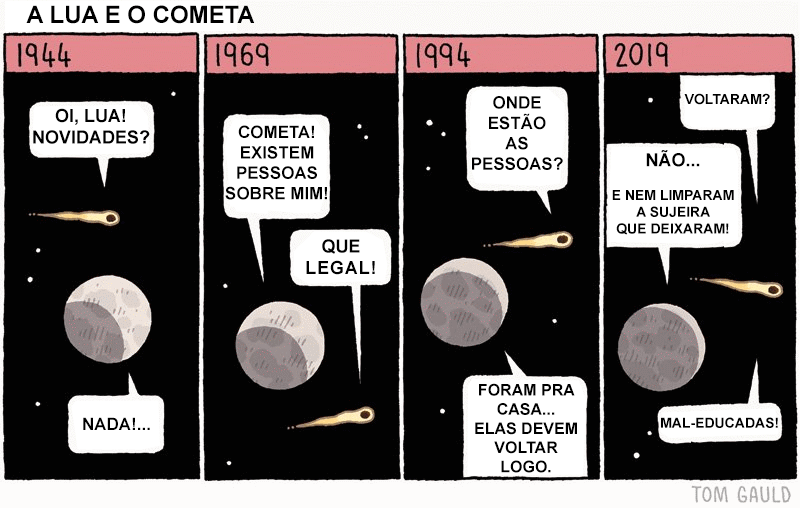 A LUA E O COMETA
1944
OI, LUA!
NOVIDADES?
NADA!...
1969
COMETA!
EXISTEM
PESSOAS
SOBRE MIM!
QUE
LEGAL!
1994
ONDE
ESTÃO
AS
PESSOAS?
FORAM PRA
CASA...
ELAS DEVEM
VOLTAR
LOGO.
2019
VOLTARAM?
NÃO...
E NEM LIMPARAM
A SUJEIRA
QUE DEIXARAM!
MAL-EDUCADAS!
TOM GAULD